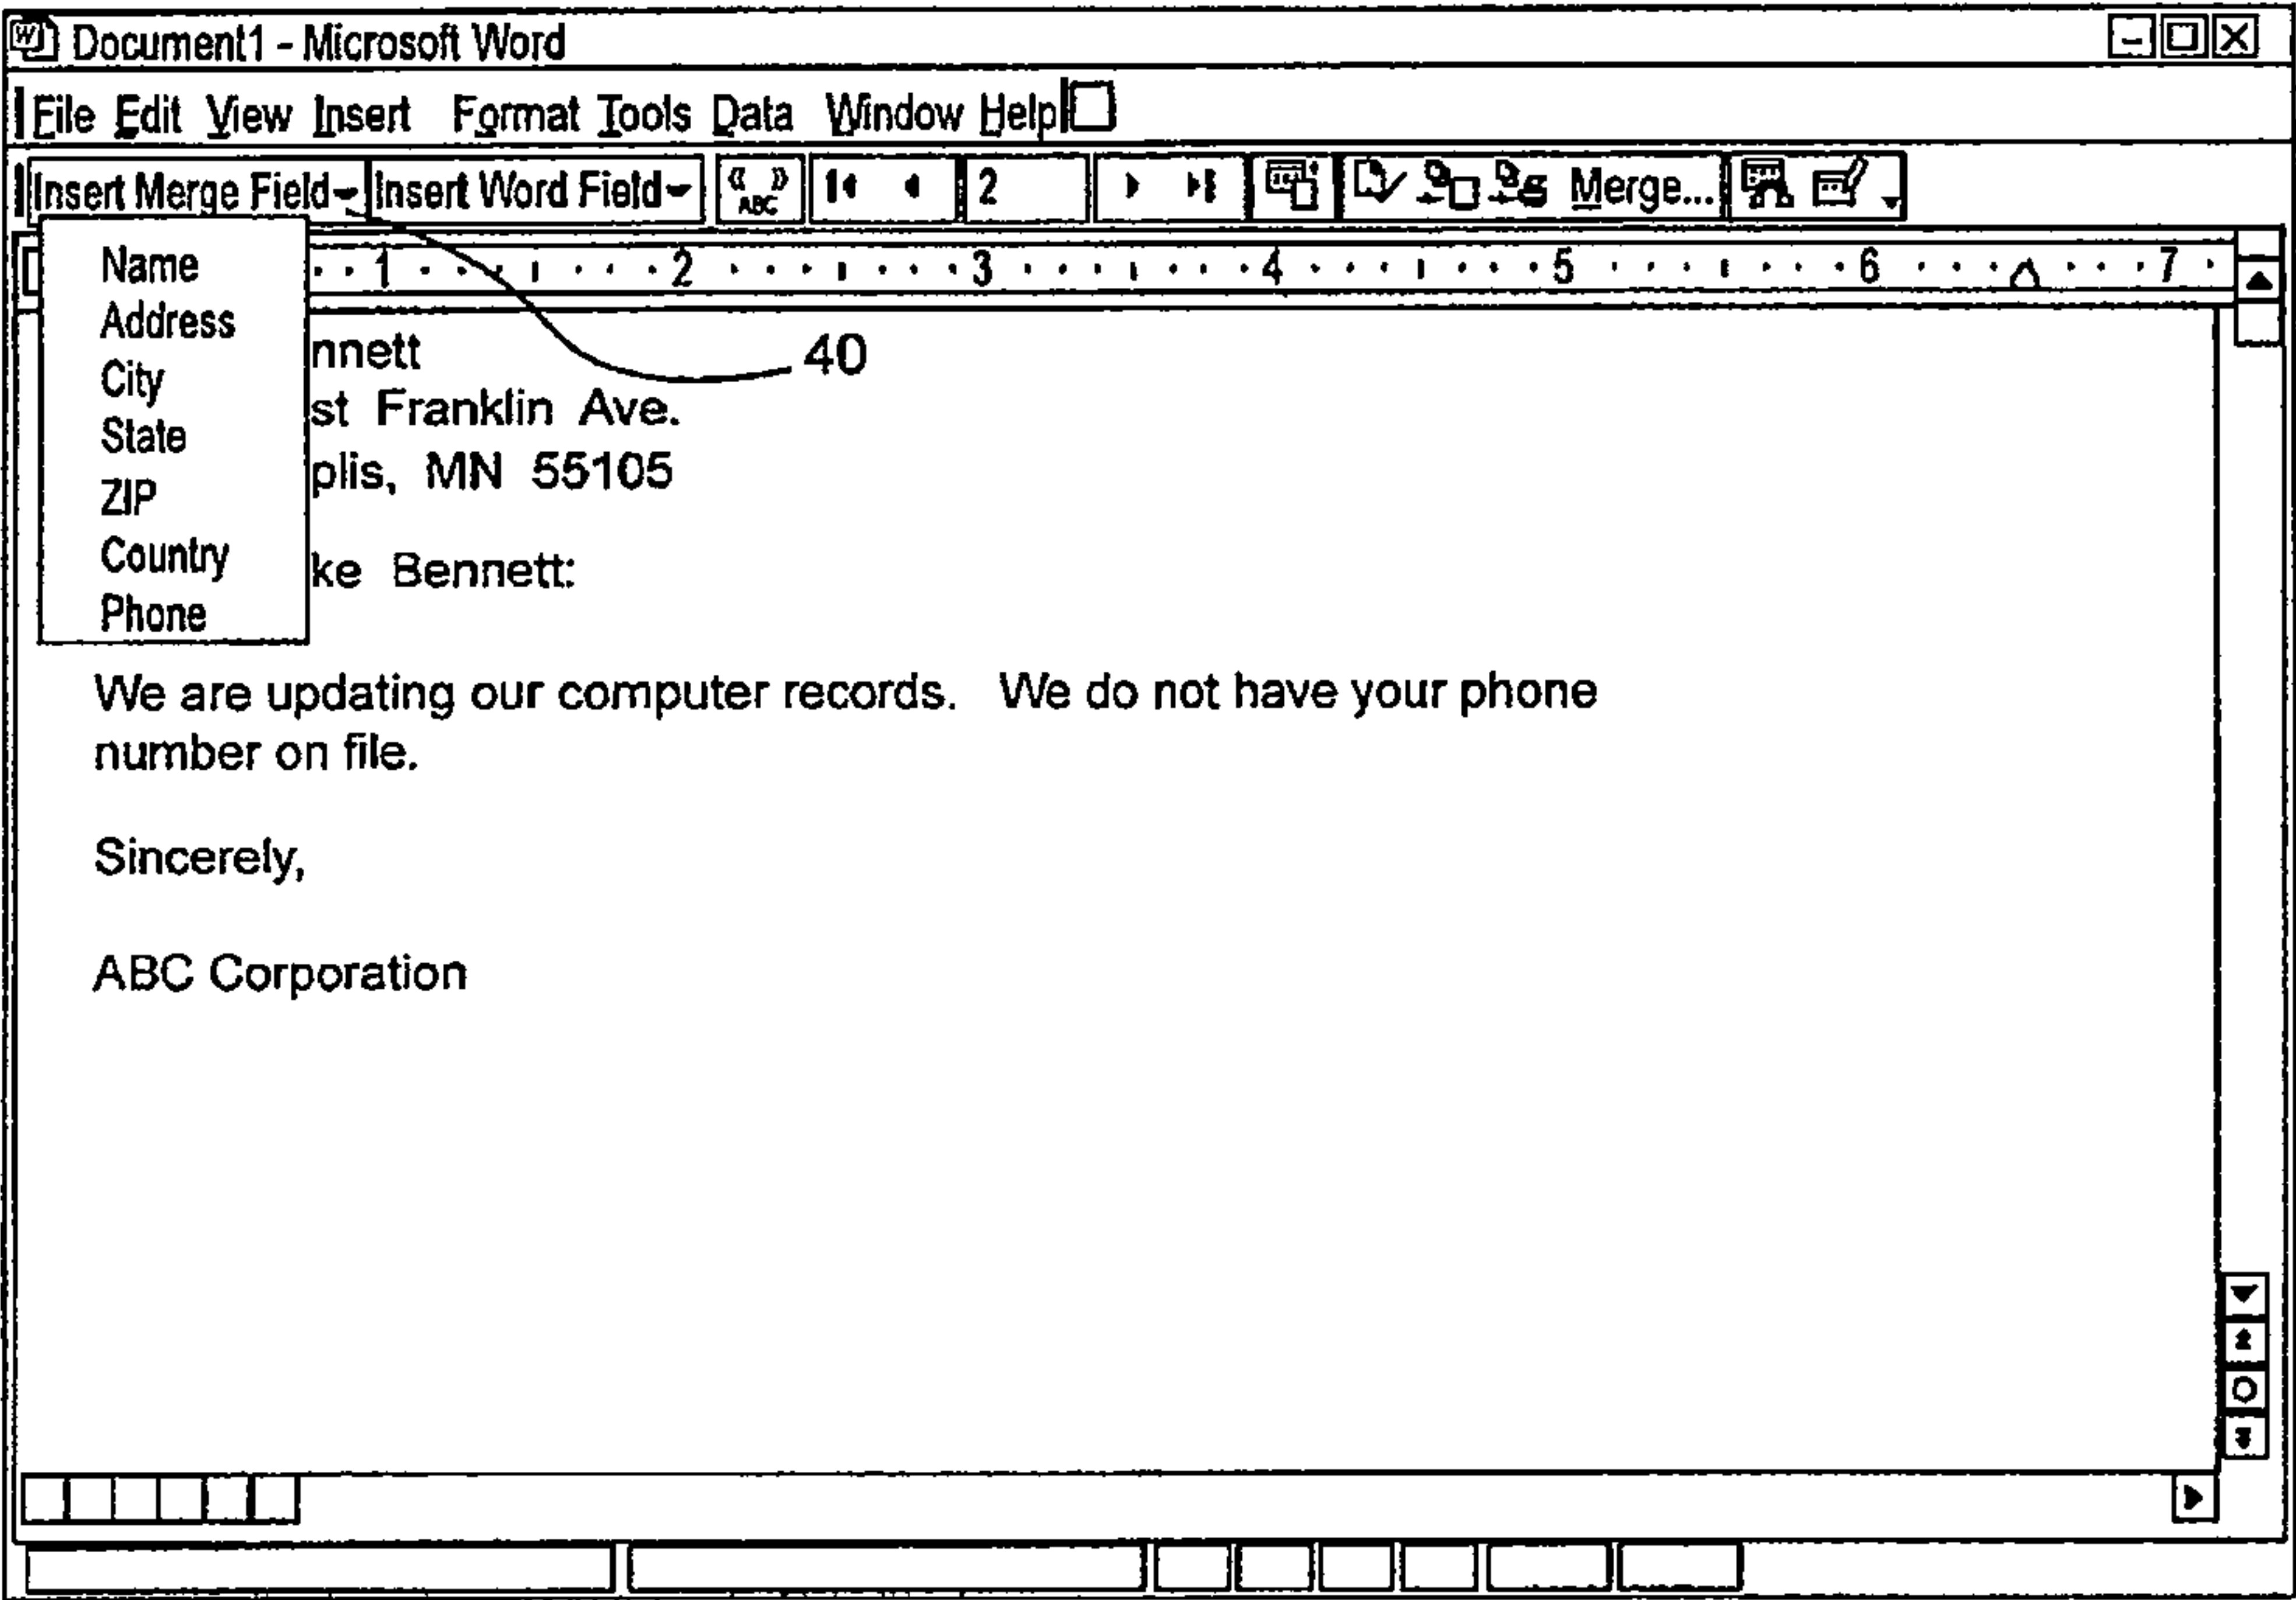 Document1 - Microsoft Word
File Edit View Insert Format Tools Data Window Help
Insert Merge Field Insert Word Field « » ABC 2 Merge...
1 2 3 4 5 6 7
Name
Address
City
State
ZIP
Country
Phone
40
nnett
st Franklin Ave.
plis, MN 55105
ke Bennett:
We are updating our computer records. We do not have your phone
number on file.
Sincerely,
ABC Corporation